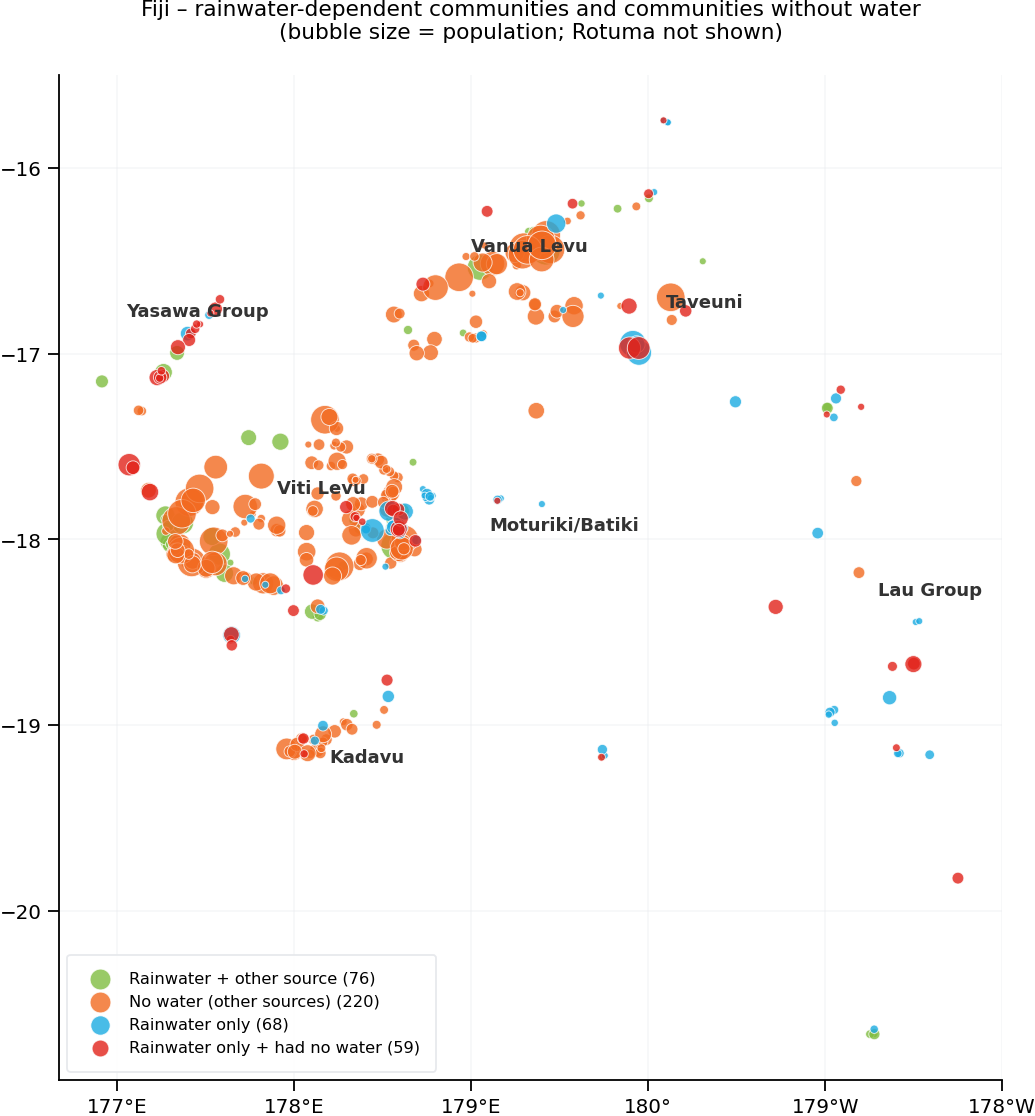 Fiji – rainwater-dependent communities and communities without water
(bubble size = population; Rotuma not shown)
−16
Vanua Levu
Taveuni
Yasawa Group
−17
Viti Levu
Moturiki/Batiki
−18
Lau Group
−19
Kadavu
−20
Rainwater + other source (76)
No water (other sources) (220)
Rainwater only (68)
Rainwater only + had no water (59)
177°E 178°E 179°E 180° 179°W 178°W